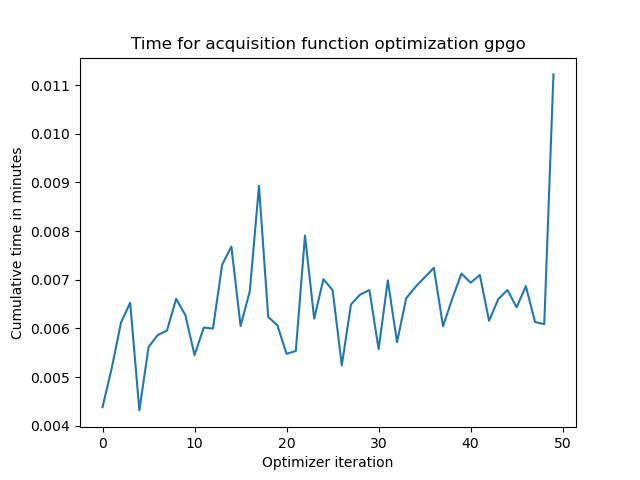 Time for acquisition function optimization gpgo
0.011
0.010
0.009
0.008
0.007
0.006
0.005
0.004
Cumulative time in minutes
0 10 20 30 40 50
Optimizer iteration